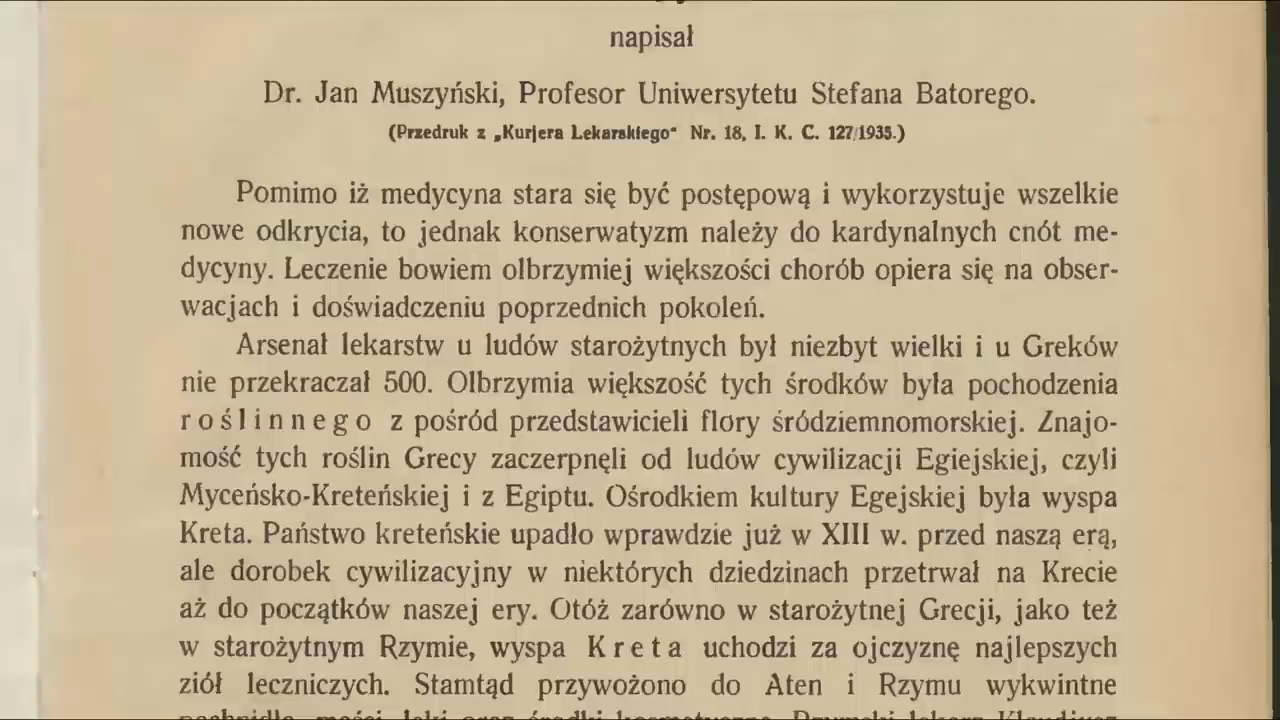 napisał
Dr. Jan Muszyński, Profesor Uniwersytetu Stefana Batorego.
(Przedruk z „Kurjera Lekarskiego" Nr. 18, I. K. C. 127/1935.)
Pomimo iż medycyna stara się być postępową i wykorzystuje wszelkie
nowe odkrycia, to jednak konserwatyzm należy do kardynalnych cnót me-
dycyny. Leczenie bowiem olbrzymiej większości chorób opiera się na obser-
wacjach i doświadczeniu poprzednich pokoleń.
Arsenał lekarstw u ludów starożytnych był niezbyt wielki i u Greków
nie przekraczał 500. Olbrzymia większość tych środków była pochodzenia
roślinnego z pośród przedstawicieli flory śródziemnomorskiej. Znajo-
mość tych roślin Grecy zaczerpnęli od ludów cywilizacji Egiejskiej, czyli
Myceńsko-Kreteńskiej i z Egiptu. Ośrodkiem kultury Egejskiej była wyspa
Kreta. Państwo kreteńskie upadło wprawdzie już w XIII w. przed naszą erą,
ale dorobek cywilizacyjny w niektórych dziedzinach przetrwał na Krecie
aż do początków naszej ery. Otóż zarówno w starożytnej Grecji, jako też
w starożytnym Rzymie, wyspa Kreta uchodzi za ojczyznę najlepszych
ziół leczniczych. Stamtąd przywożono do Aten i Rzymu wykwintne